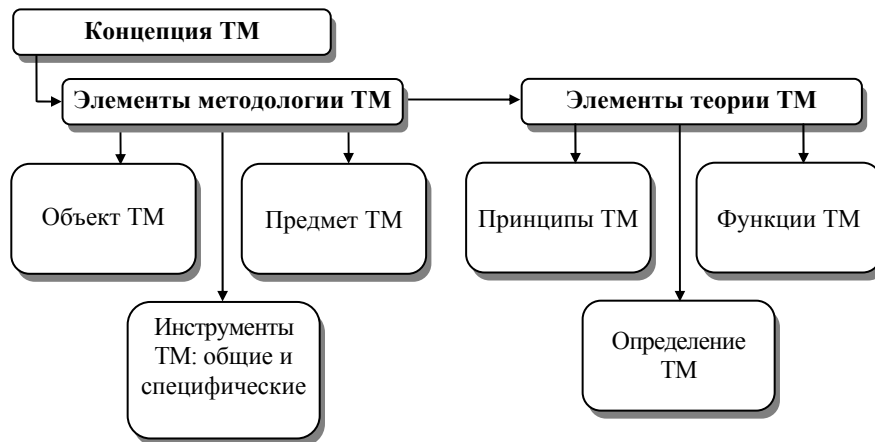 Концепция ТМ
Элементы методологии ТМ
Элементы теории ТМ
Объект ТМ
Предмет ТМ
Принципы ТМ
Функции ТМ
Инструменты
ТМ: общие и
специфические
Определение
ТМ